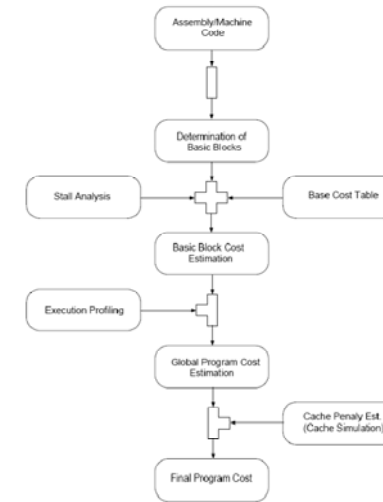 Assembly/Machine
Code
Determination of
Basic Blocks
Stall Analysis
Base Cost Table
Basic Block Cost
Estimation
Execution Profiling
Global Program Cost
Estimation
Cache Penaly Est.
(Cache Simulation)
Final Program Cost